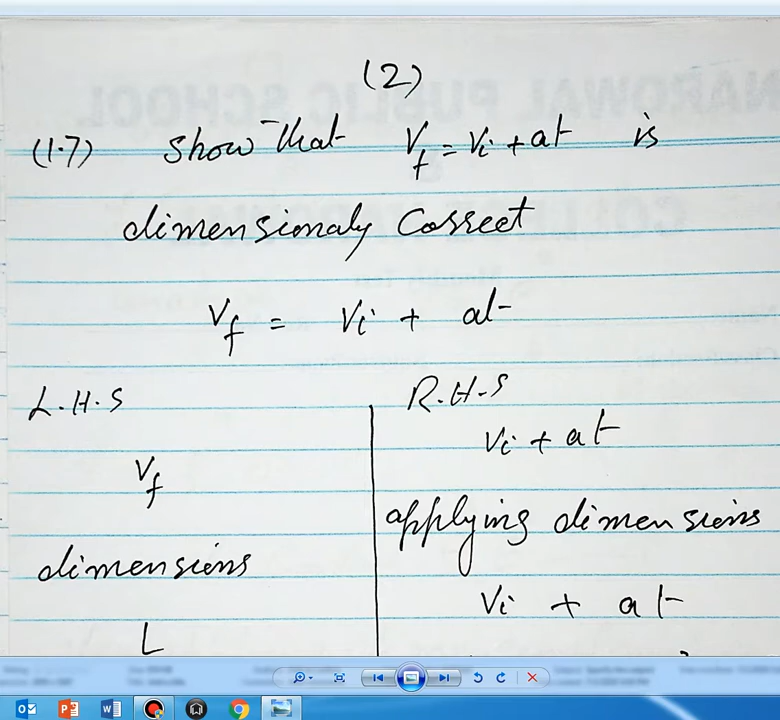 (2)
(1.7) Show that Vf = Vi + at is
dimensionaly Correct
Vf = Vi + at
L.H.S
Vf
dimensions
L
R.H.S
Vi + at
applying dimensions
Vi + at